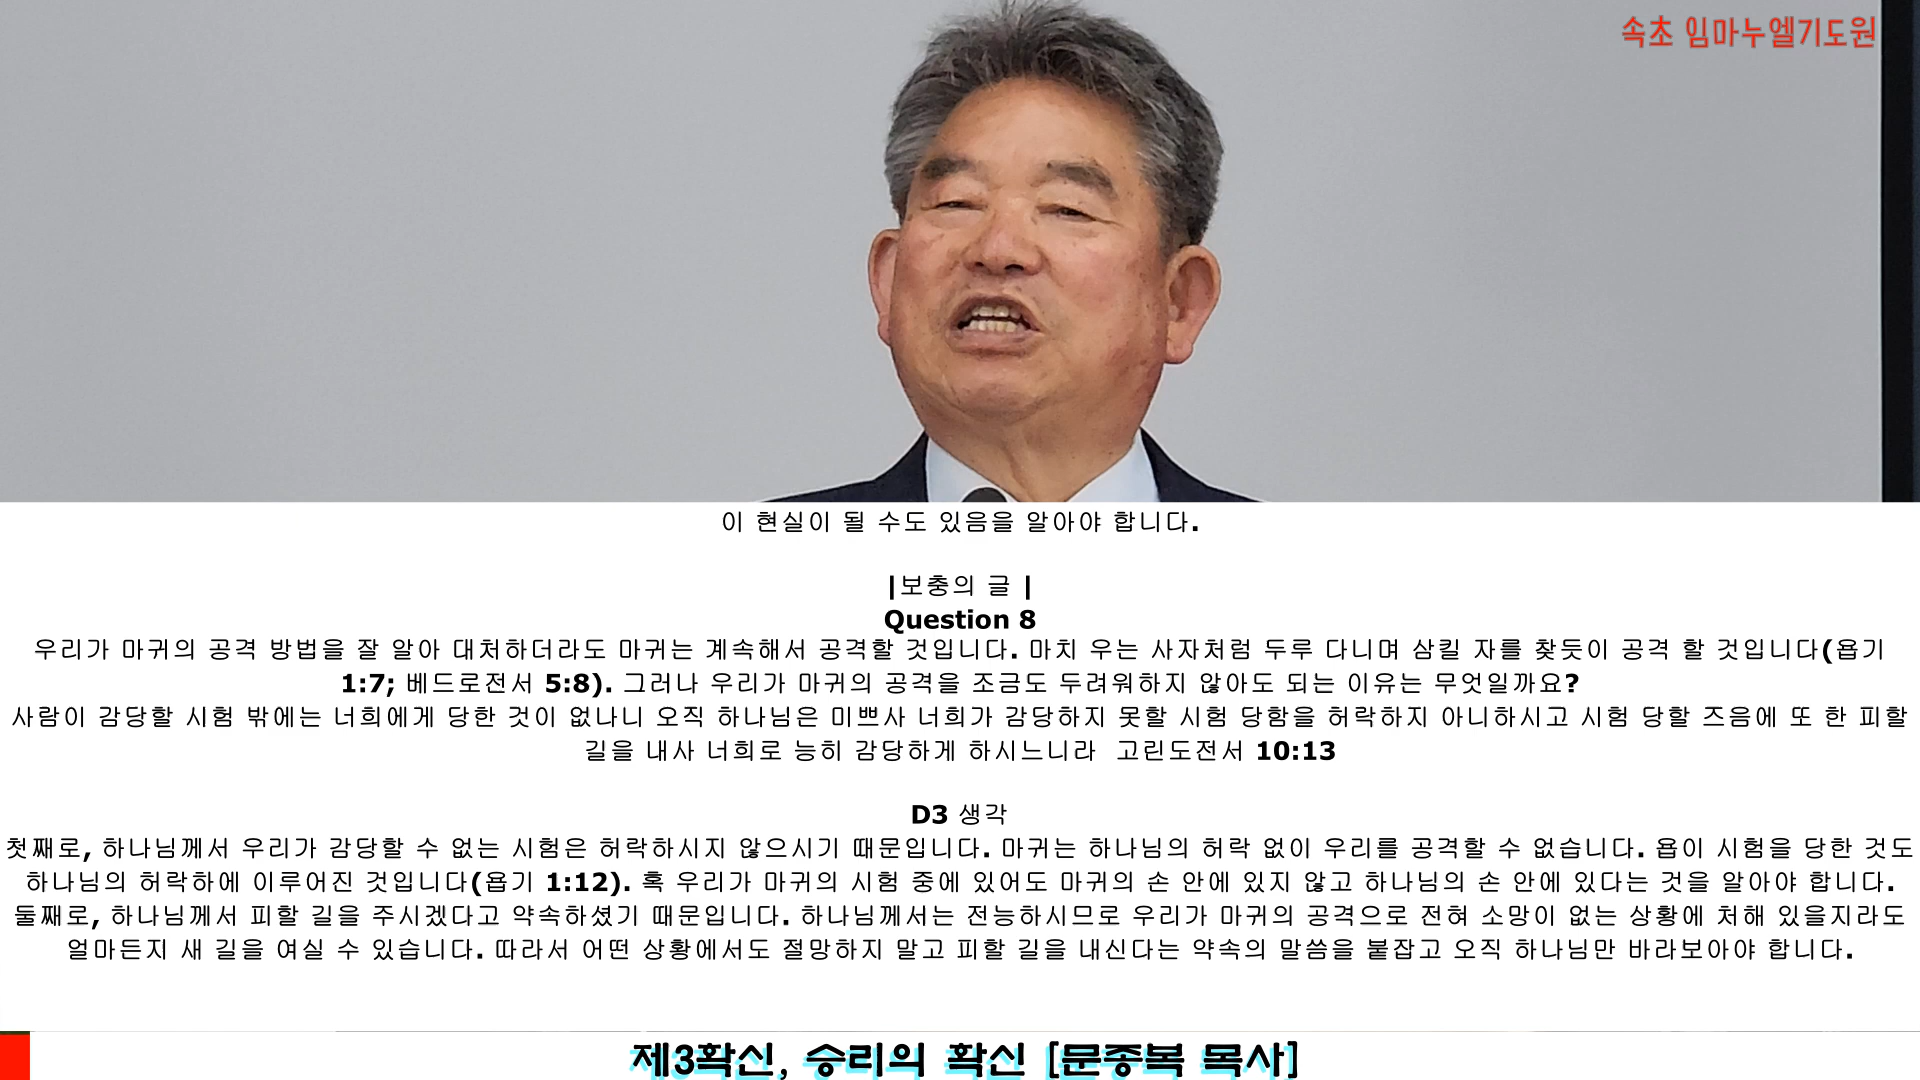 속초 임마누엘기도원
이 현실이 될 수도 있음을 알아야 합니다.
|보충의 글 |
Question 8
우리가 마귀의 공격 방법을 잘 알아 대처하더라도 마귀는 계속해서 공격할 것입니다. 마치 우는 사자처럼 두루 다니며 삼킬 자를 찾듯이 공격 할 것입니다(욥기
1:7; 베드로전서 5:8). 그러나 우리가 마귀의 공격을 조금도 두려워하지 않아도 되는 이유는 무엇일까요?
사람이 감당할 시험 밖에는 너희에게 당한 것이 없나니 오직 하나님은 미쁘사 너희가 감당하지 못할 시험 당함을 허락하지 아니하시고 시험 당할 즈음에 또 한 피할
길을 내사 너희로 능히 감당하게 하시느니라 고린도전서 10:13
D3 생각
첫째로, 하나님께서 우리가 감당할 수 없는 시험은 허락하시지 않으시기 때문입니다. 마귀는 하나님의 허락 없이 우리를 공격할 수 없습니다. 욥이 시험을 당한 것도
하나님의 허락하에 이루어진 것입니다(욥기 1:12). 혹 우리가 마귀의 시험 중에 있어도 마귀의 손 안에 있지 않고 하나님의 손 안에 있다는 것을 알아야 합니다.
둘째로, 하나님께서 피할 길을 주시겠다고 약속하셨기 때문입니다. 하나님께서는 전능하시므로 우리가 마귀의 공격으로 전혀 소망이 없는 상황에 처해 있을지라도
얼마든지 새 길을 여실 수 있습니다. 따라서 어떤 상황에서도 절망하지 말고 피할 길을 내신다는 약속의 말씀을 붙잡고 오직 하나님만 바라보아야 합니다.
제3확신, 승리의 확신 [문종복 목사]